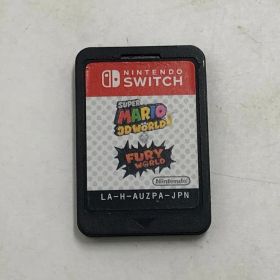 NINTENDO
SWITCH
SUPER
MARIO
3D WORLD
+
FURY
WORLD
Nintendo
LA-H-AUZPA-JPN